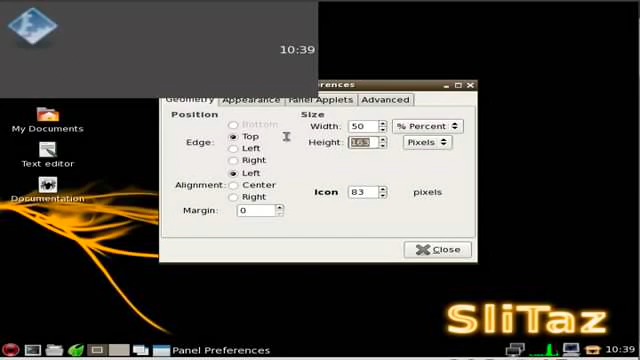 10:39
erences
Geometry Appearance Panel Applets Advanced
Position Size
Bottom
Width: 50 % Percent
Edge: Top
Height: 163 Pixels
Left
Right
Left
Alignment: Center
Icon 83 pixels
Right
Margin: 0
Close
My Documents
Text editor
Documentation
SliTaz
Panel Preferences 10:39